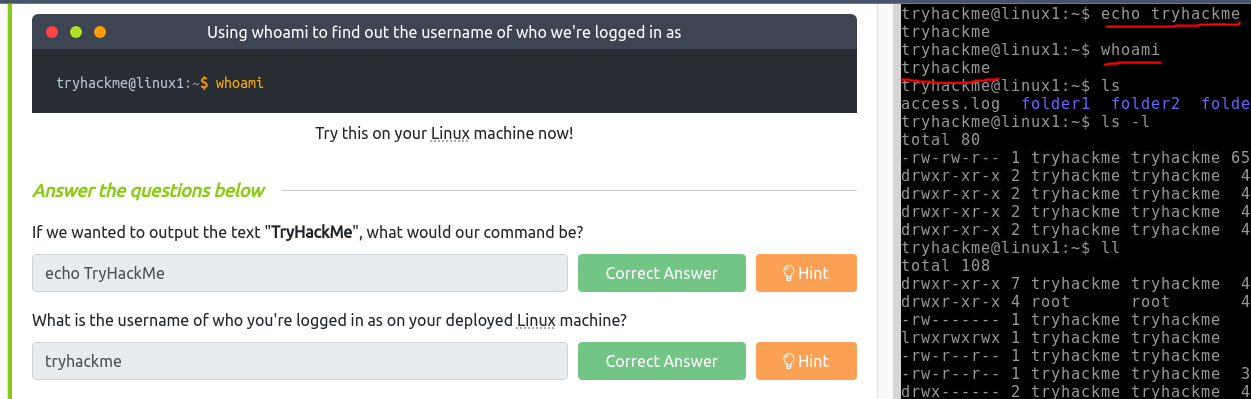 Using whoami to find out the username of who we're logged in as
tryhackme@linux1:~$ whoami
Try this on your Linux machine now!
Answer the questions below
If we wanted to output the text "TryHackMe", what would our command be?
echo TryHackMe
Correct Answer
Hint
What is the username of who you're logged in as on your deployed Linux machine?
tryhackme
Correct Answer
Hint
tryhackme@linux1:~$ echo tryhackme
tryhackme
tryhackme@linux1:~$ whoami
tryhackme
tryhackme@linux1:~$ ls
access.log folder1 folder2 folde
tryhackme@linux1:~$ ls -l
total 80
-rw-rw-r-- 1 tryhackme tryhackme 65
drwxr-xr-x 2 tryhackme tryhackme 4
drwxr-xr-x 2 tryhackme tryhackme 4
drwxr-xr-x 2 tryhackme tryhackme 4
drwxr-xr-x 2 tryhackme tryhackme 4
tryhackme@linux1:~$ ll
total 108
drwxr-xr-x 7 tryhackme tryhackme 4
drwxr-xr-x 4 root root 4
-rw------- 1 tryhackme tryhackme
lrwxrwxrwx 1 tryhackme tryhackme
-rw-r--r-- 1 tryhackme tryhackme
-rw-r--r-- 1 tryhackme tryhackme 3
drwx------ 2 tryhackme tryhackme 4